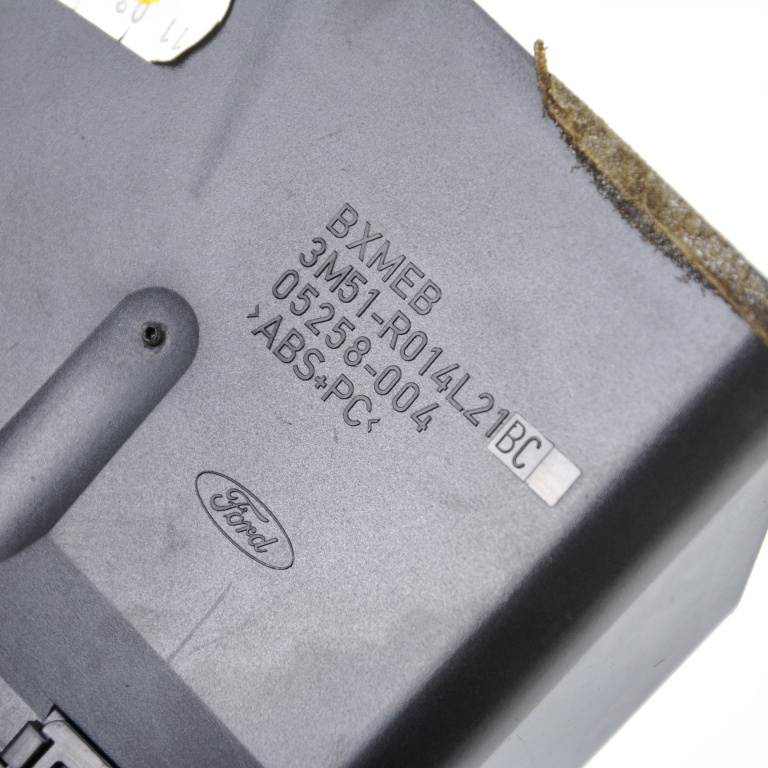 BXMEB
3M51-R014L21BC
05258-004
>ABS+PC<
Ford